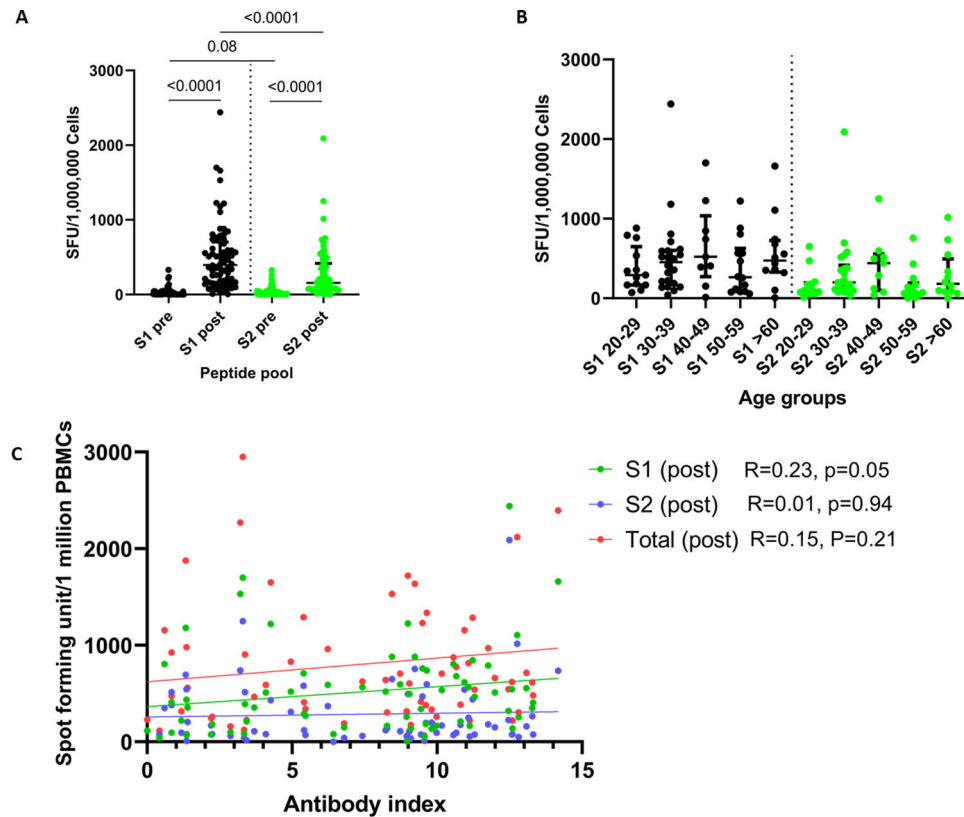 A
<0.0001
0.08
<0.0001
<0.0001
3000
2000
1000
0
SFU/1,000,000 Cells
S1 pre
S1 post
S2 pre
S2 post
Peptide pool
B
3000
2000
1000
0
SFU/1,000,000 Cells
S1 20-29
S1 30-39
S1 40-49
S1 50-59
S1 >60
S2 20-29
S2 30-39
S2 40-49
S2 50-59
S2 >60
Age groups
C
3000
2000
1000
0
Spot forming unit/1 million PBMCs
0
5
10
15
Antibody index
S1 (post) R=0.23, p=0.05
S2 (post) R=0.01, p=0.94
Total (post) R=0.15, P=0.21